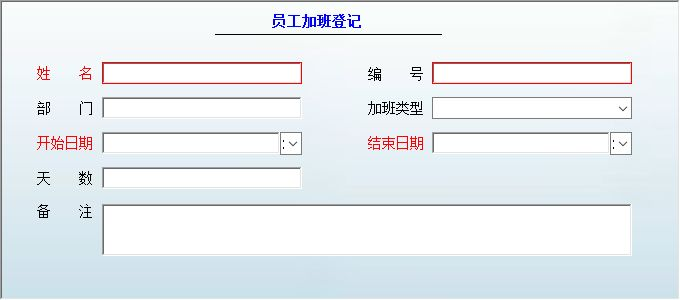 员工加班登记
姓 名 编 号
部 门 加班类型
开始日期 : 结束日期 :
天 数
备 注